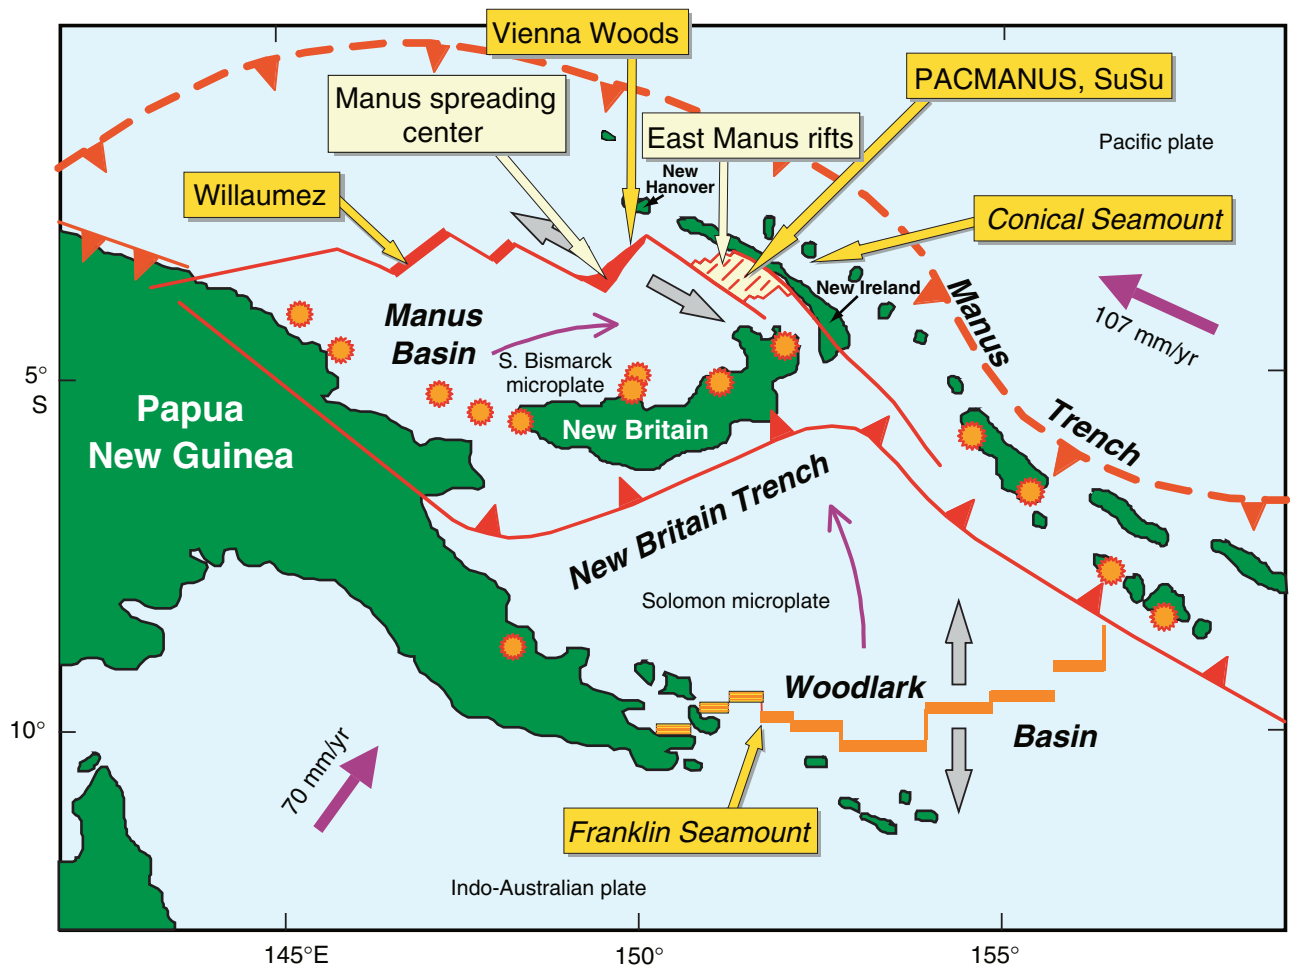 Vienna Woods
PACMANUS, SuSu
Manus spreading
center
East Manus rifts
Pacific plate
New
Hanover
Willaumez
Conical Seamount
New Ireland
Manus
Basin
107 mm/yr
S. Bismarck
microplate
Manus
Trench
5°
S
Papua
New Guinea
New Britain
New Britain Trench
Solomon microplate
Woodlark
Basin
10°
70 mm/yr
Franklin Seamount
Indo-Australian plate
145°E
150°
155°